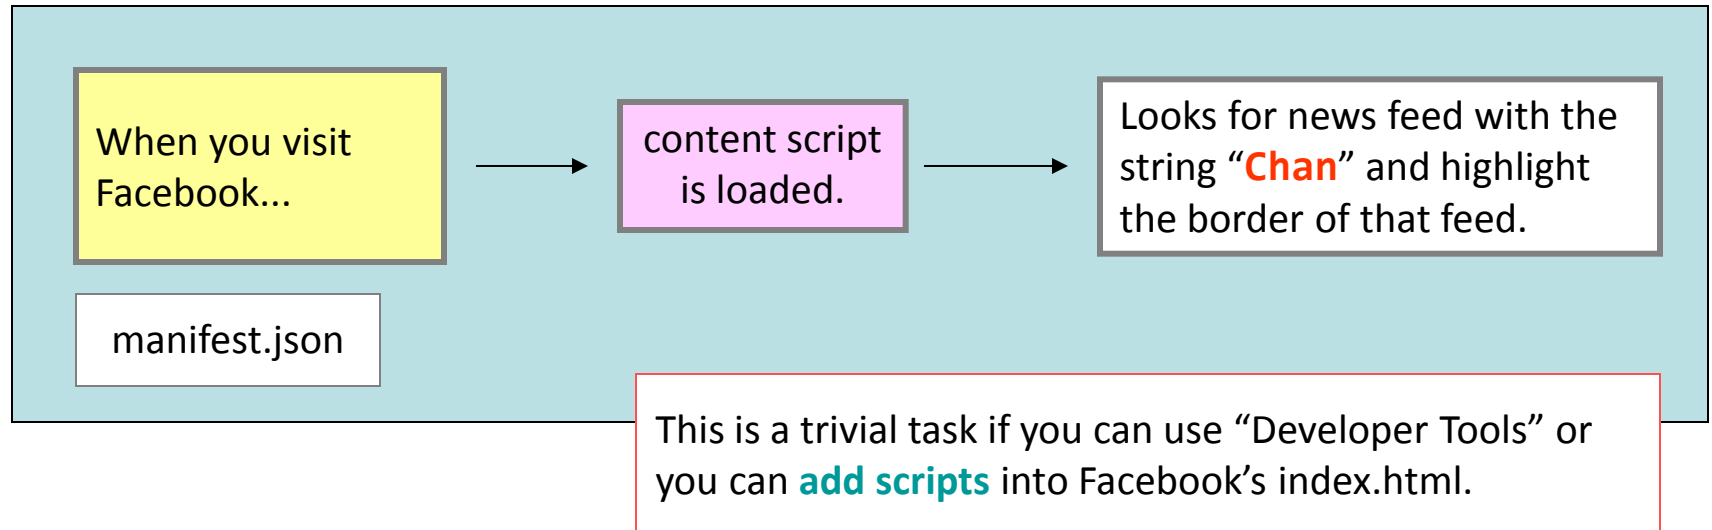 When you visit
Facebook...
content script
is loaded.
Looks for news feed with the
string “Chan” and highlight
the border of that feed.
manifest.json
This is a trivial task if you can use “Developer Tools” or
you can add scripts into Facebook’s index.html.